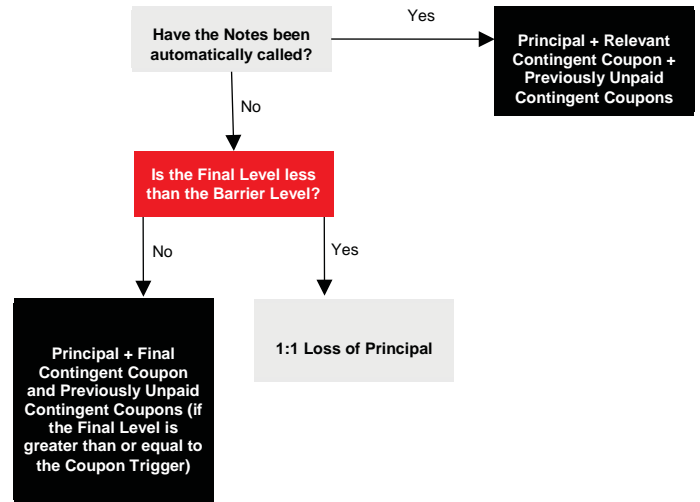 Have the Notes been
automatically called?
Yes
Principal + Relevant
Contingent Coupon +
Previously Unpaid
Contingent Coupons
No
Is the Final Level less
than the Barrier Level?
No
Yes
Principal + Final
Contingent Coupon
and Previously Unpaid
Contingent Coupons (if
the Final Level is
greater than or equal to
the Coupon Trigger)
1:1 Loss of Principal